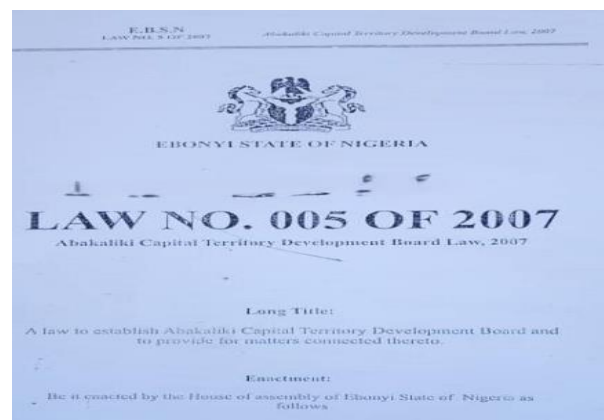 E.B.S.N
LAW NO. 5 OF 2007
Abakaliki Capital Territory Development Board Law, 2007
EBONYI STATE OF NIGERIA
LAW NO. 005 OF 2007
Abakaliki Capital Territory Development Board Law, 2007
Long Title:
A law to establish Abakaliki Capital Territory Development Board and
to provide for matters connected thereto.
Enactment:
Be it enacted by the House of assembly of Ebonyi State of Nigeria as
follows